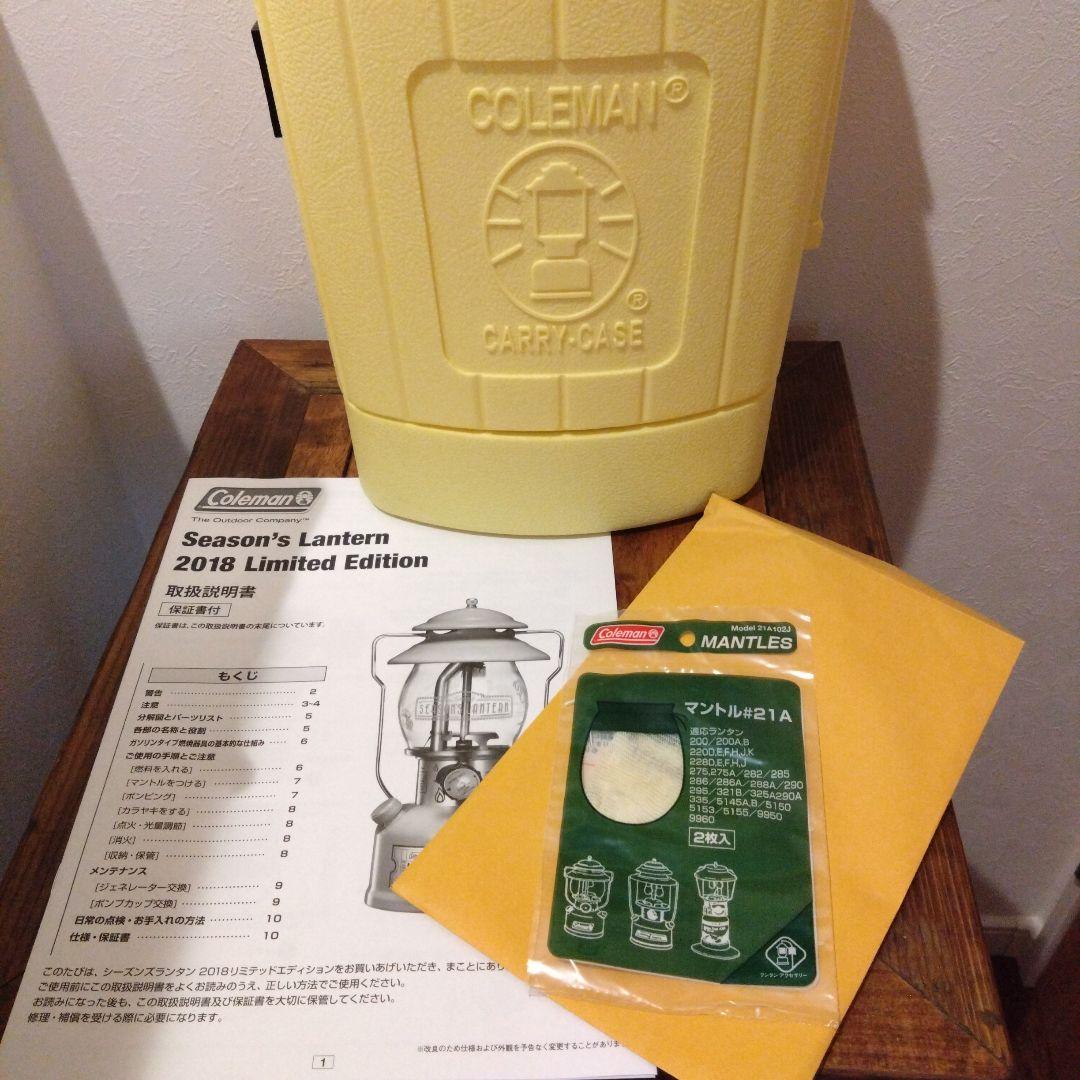 COLEMAN®
®
CARRY-CASE
Coleman
The Outdoor Company™
Season's Lantern
2018 Limited Edition
取扱説明書
保証書付
保証書は、この取扱説明書の末尾についています。
もくじ
警告 2
注意 3~4
分解図とパーツリスト 5
各部の名称と役割 5
ガソリンタイプ燃焼器具の基本的な仕組み 6
ご使用の手順とご注意
[燃料を入れる] 6
[マントルをつける] 7
[ポンピング] 7
[カラヤキをする] 8
[点火・光量調節] 8
[消火] 8
[収納・保管] 8
メンテナンス
[ジェネレーター交換] 9
[ポンプカップ交換] 9
日常の点検・お手入れの方法 10
仕様・保証書 10
SEASON'S LANTERN
このたびは、シーズンズランタン 2018リミテッドエディションをお買いあげいただき、まことにあり
ご使用前にこの取扱説明書をよくお読みのうえ、正しい方法でご使用ください。
お読みになった後も、この取扱説明書及び保証書を大切に保管してください。
修理・補償を受ける際に必要になります。
※改良のため仕様および外観を予告なく変更することがありま
1
Coleman
Model 21A102J
MANTLES
マントル#21A
適応ランタン
200/200A,B
220D,E,F,H,J,K
228D,E,F,H,J
275,275A/282/285
286/286A/288A/290
295/321B/325A290A
335/5145A,B/5150
5153/5155/9950
9960
2枚入
ランタン アクセサリー